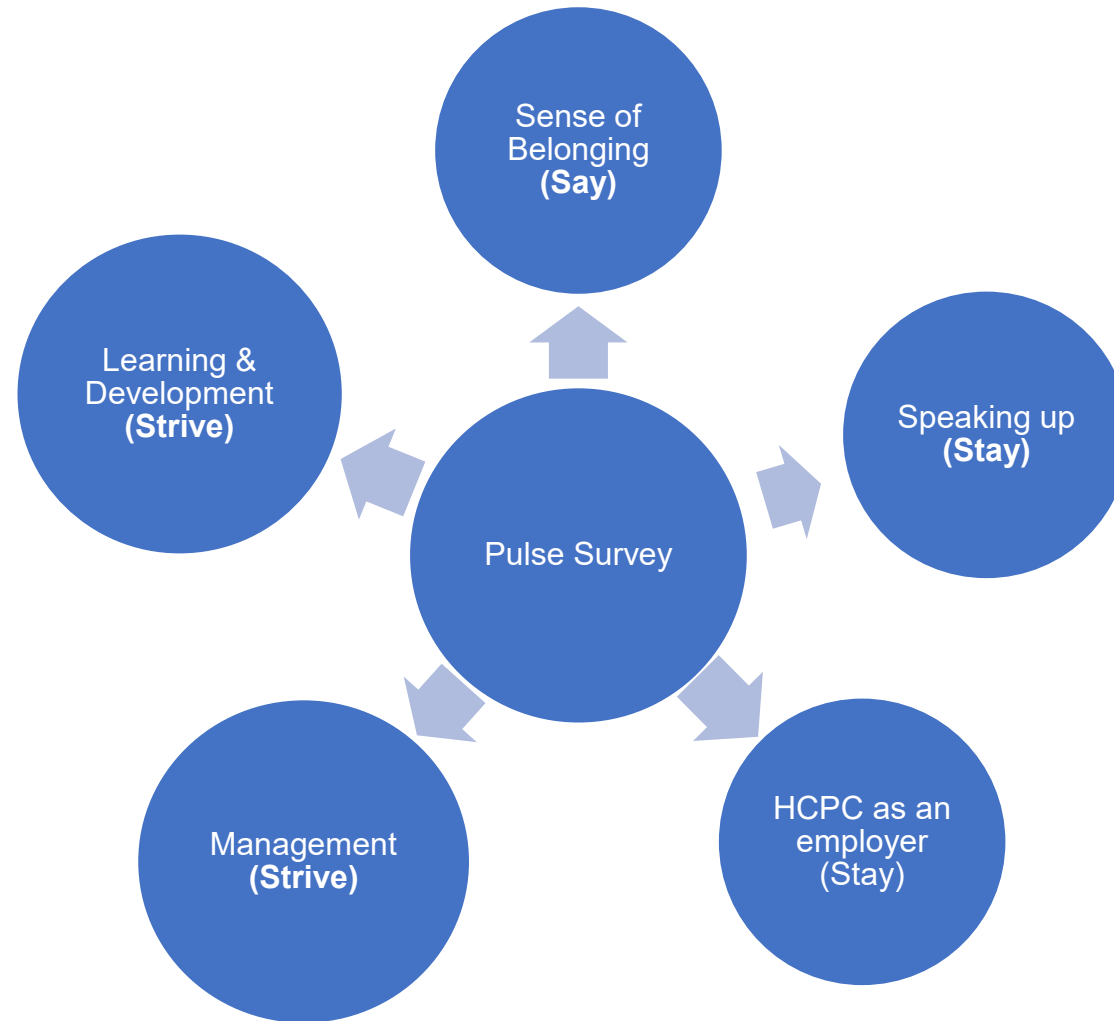 Sense of
Belonging
(Say)
Learning &
Development
(Strive)
Speaking up
(Stay)
Pulse Survey
Management
(Strive)
HCPC as an
employer
(Stay)